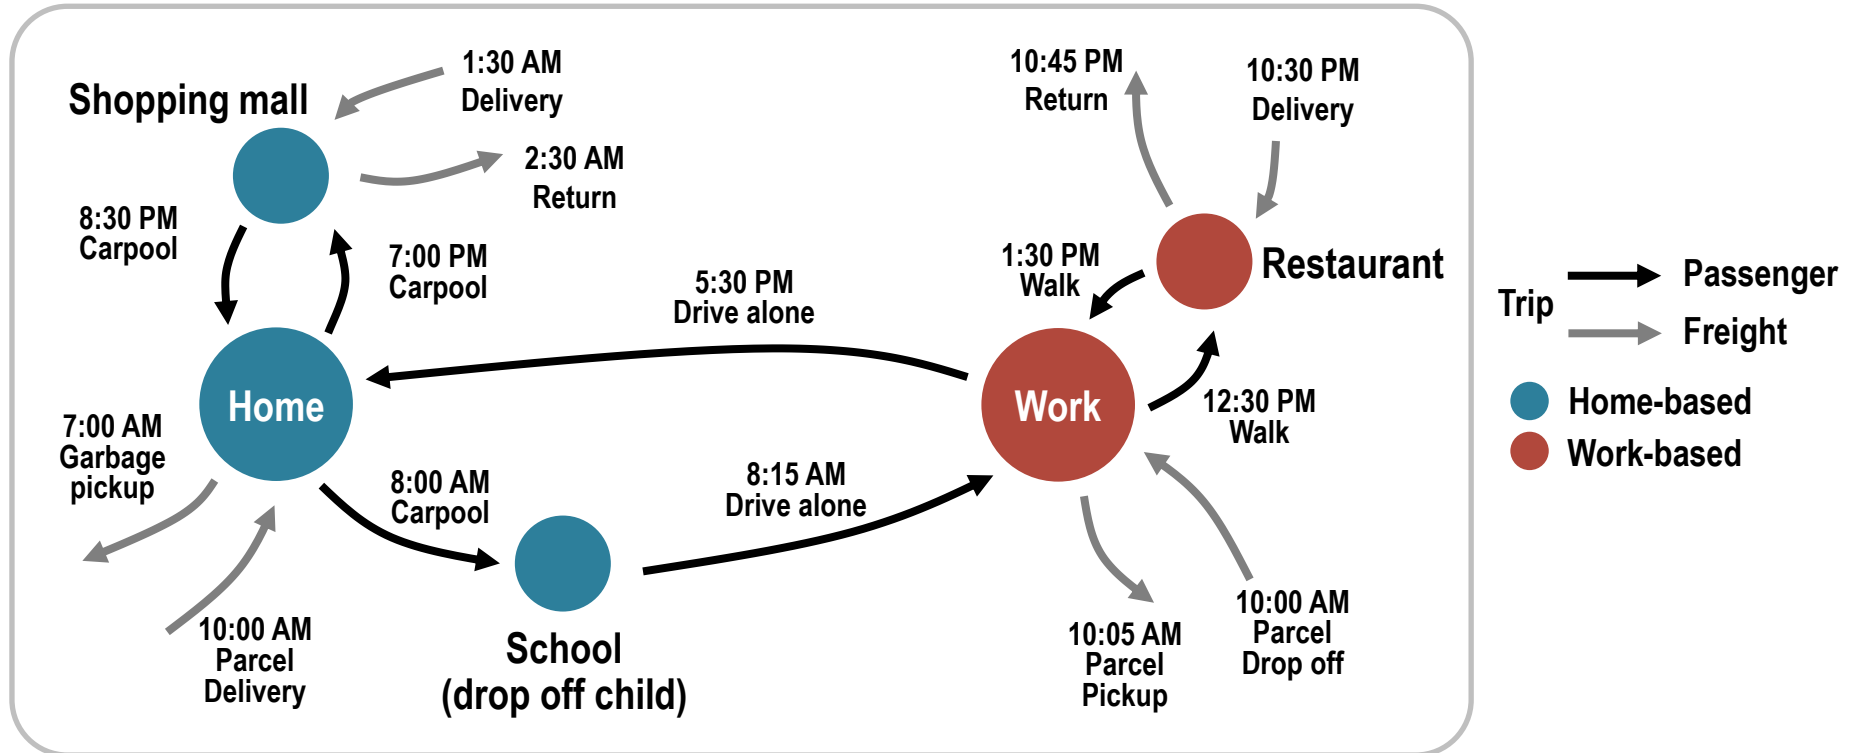 Shopping mall
1:30 AM
Delivery
2:30 AM
Return
8:30 PM
Carpool
7:00 PM
Carpool
Home
7:00 AM
Garbage
pickup
10:00 AM
Parcel
Delivery
8:00 AM
Carpool
School
(drop off child)
5:30 PM
Drive alone
8:15 AM
Drive alone
10:45 PM
Return
10:30 PM
Delivery
1:30 PM
Walk
Restaurant
Work
12:30 PM
Walk
10:05 AM
Parcel
Pickup
10:00 AM
Parcel
Drop off
Trip
Passenger
Freight
Home-based
Work-based